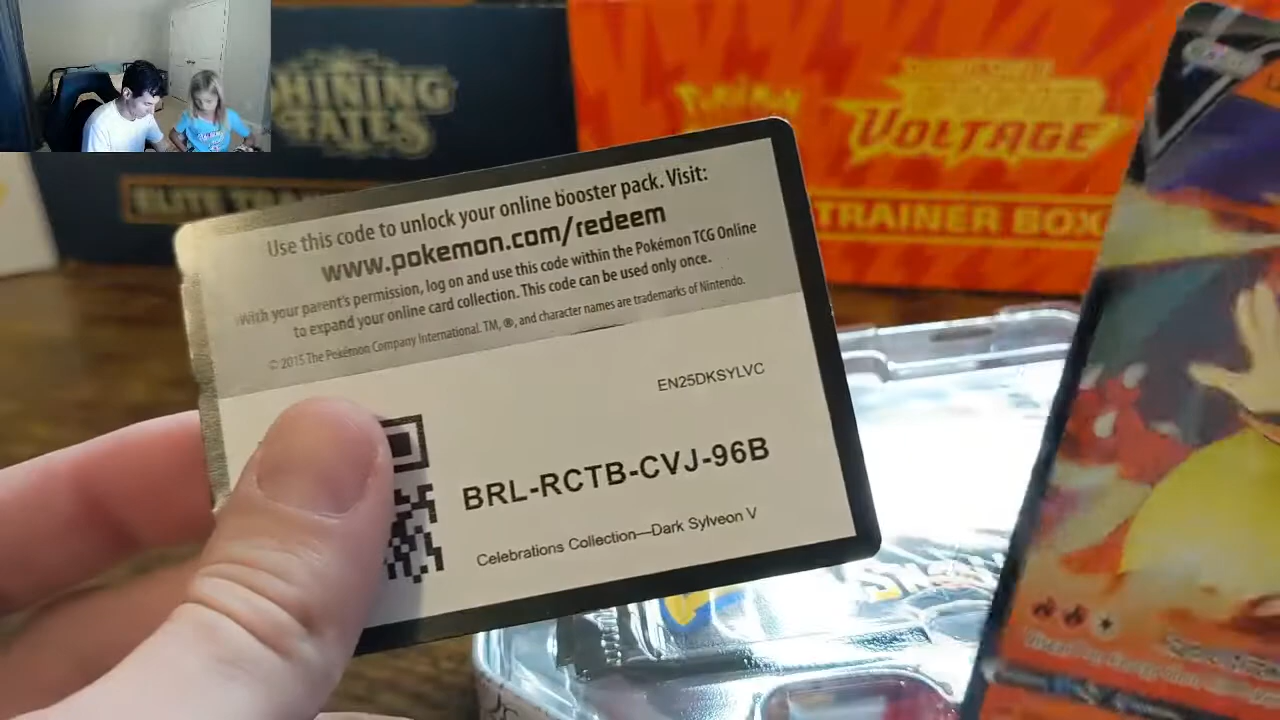 SHINING
FATES
ELITE TRA
Pokémon
VOLTAGE
TRAINER BOX
Use this code to unlock your online booster pack. Visit:
www.pokemon.com/redeem
With your parent's permission, log on and use this code within the Pokémon TCG Online
to expand your online card collection. This code can be used only once.
© 2015 The Pokémon Company International. TM, ®, and character names are trademarks of Nintendo.
EN25DKSYLVC
BRL-RCTB-CVJ-96B
Celebrations Collection—Dark Sylveon V